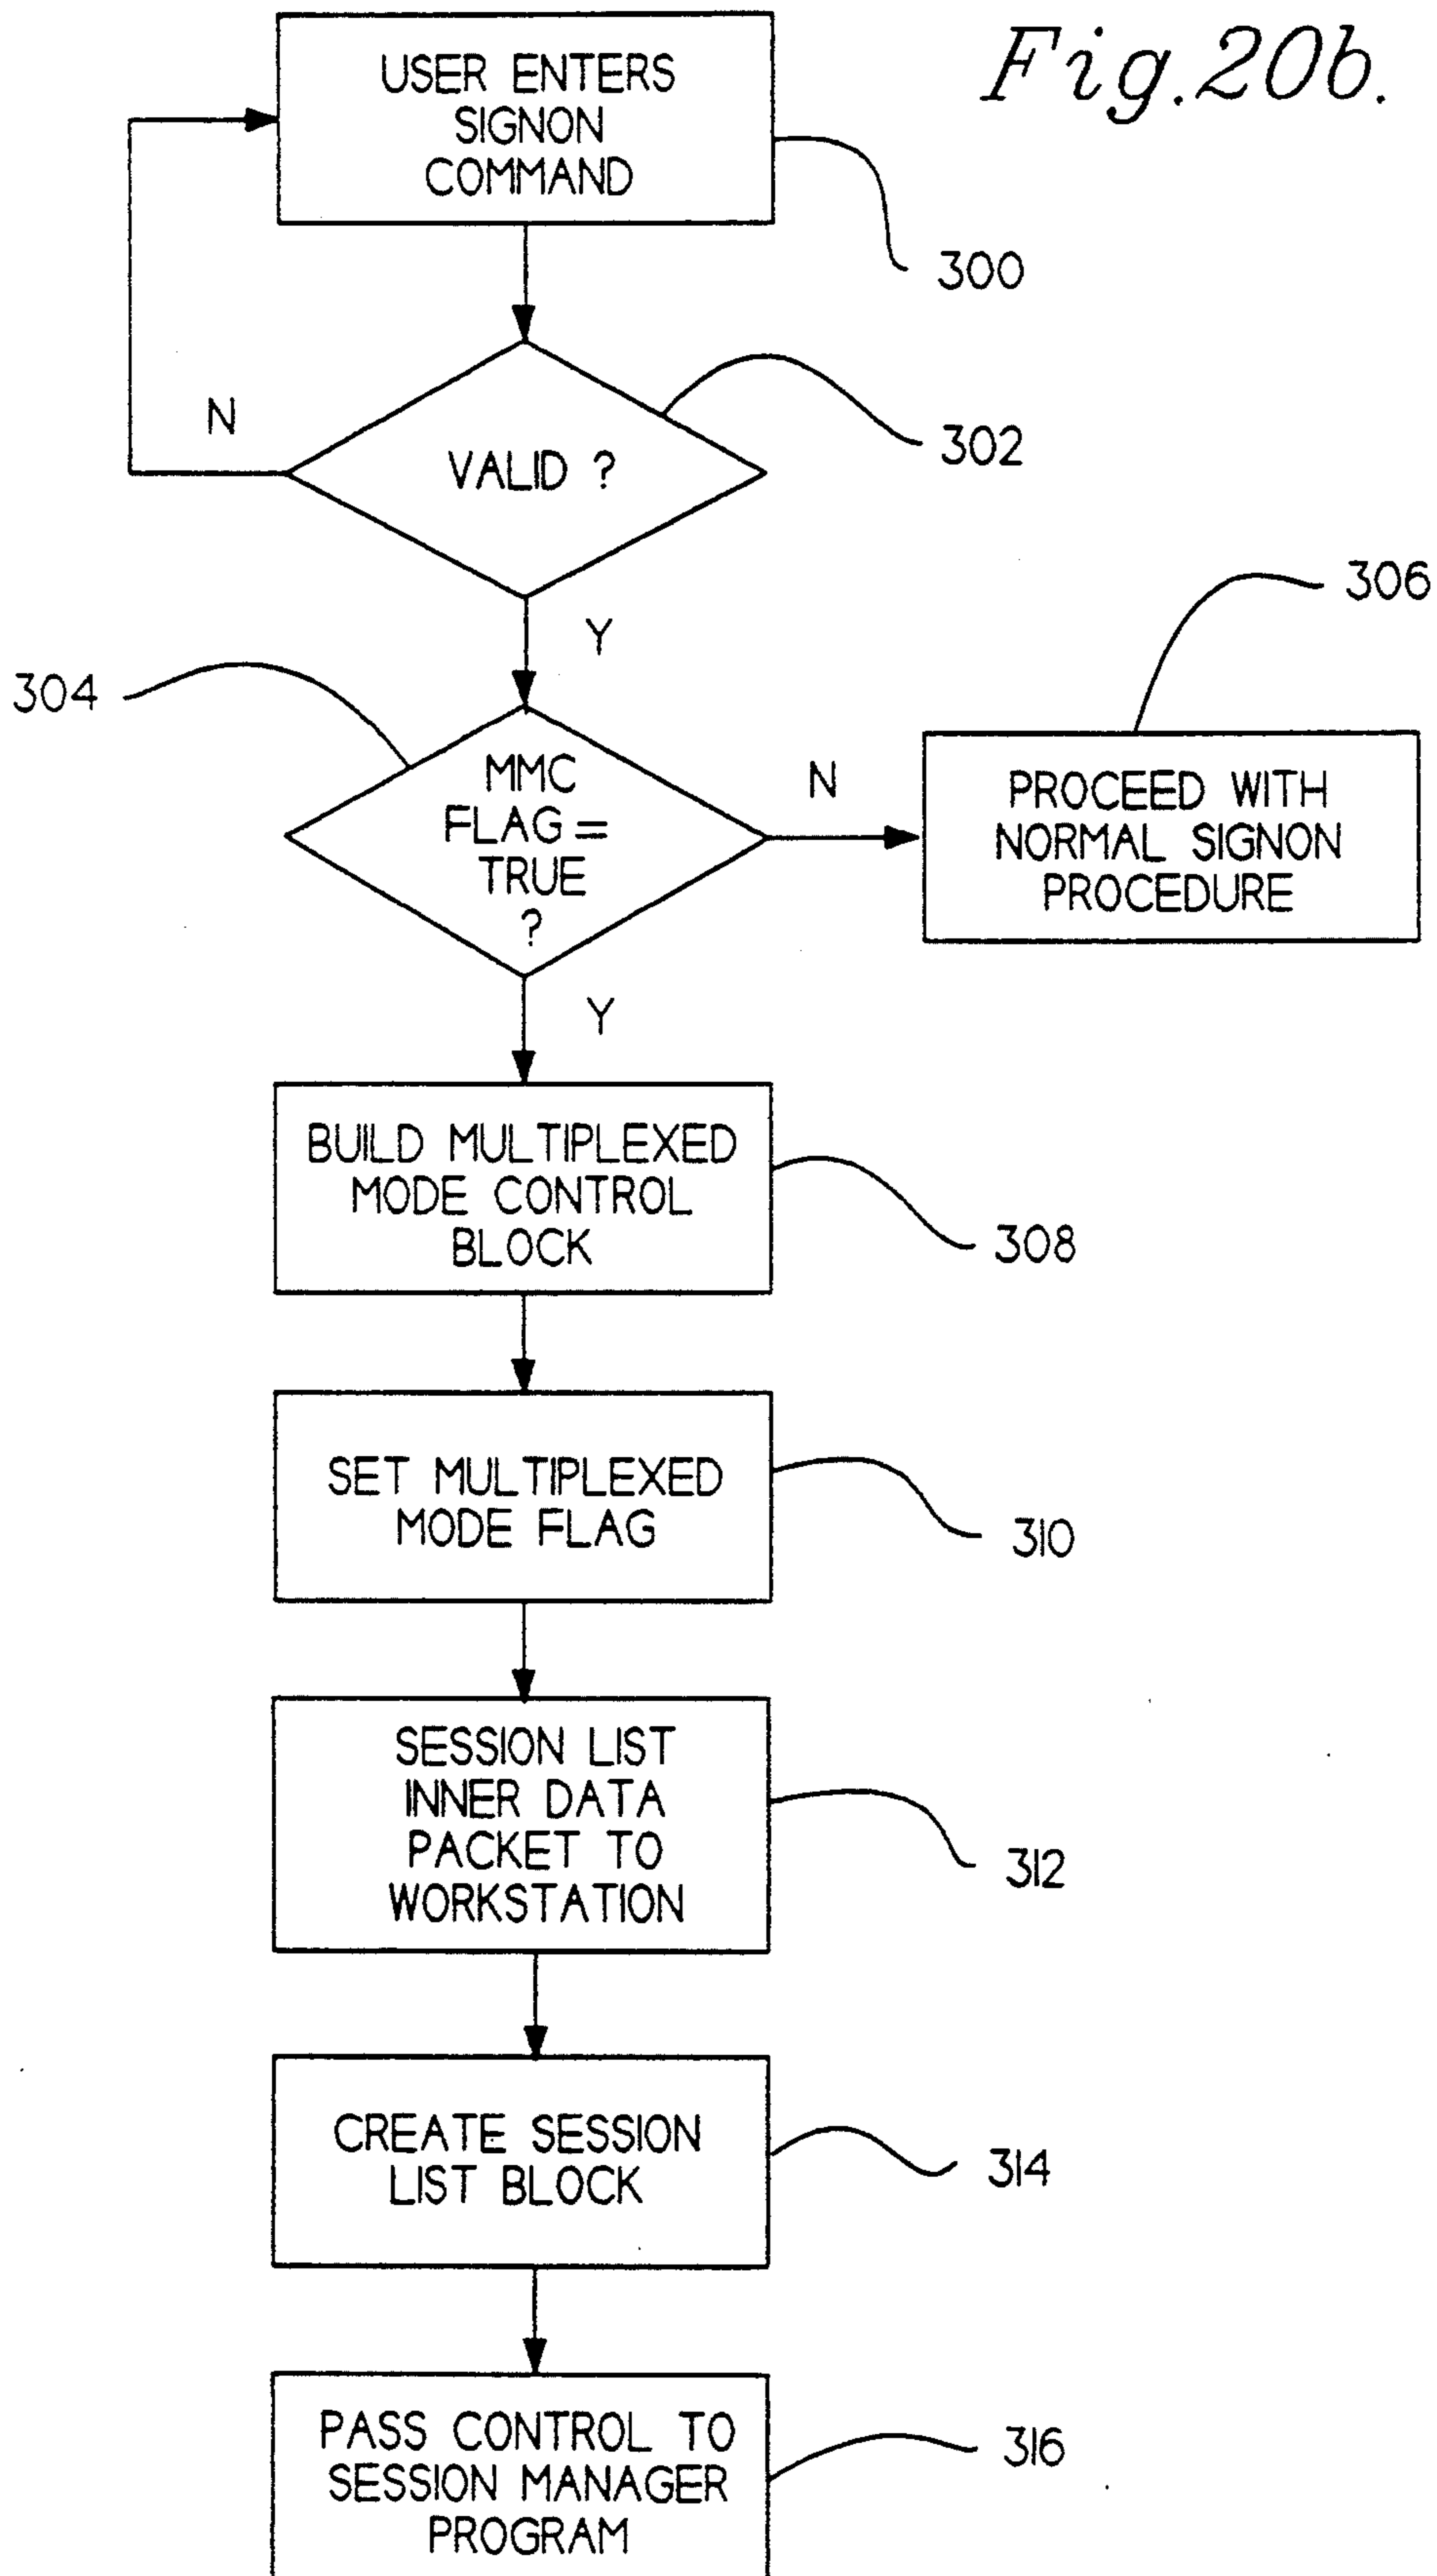 Fig. 20b.
USER ENTERS
SIGNON
COMMAND
300
N
VALID ?
302
Y
304
306
MMC
FLAG =
TRUE
?
N
PROCEED WITH
NORMAL SIGNON
PROCEDURE
Y
BUILD MULTIPLEXED
MODE CONTROL
BLOCK
308
SET MULTIPLEXED
MODE FLAG
310
SESSION LIST
INNER DATA
PACKET TO
WORKSTATION
312
CREATE SESSION
LIST BLOCK
314
PASS CONTROL TO
SESSION MANAGER
PROGRAM
316